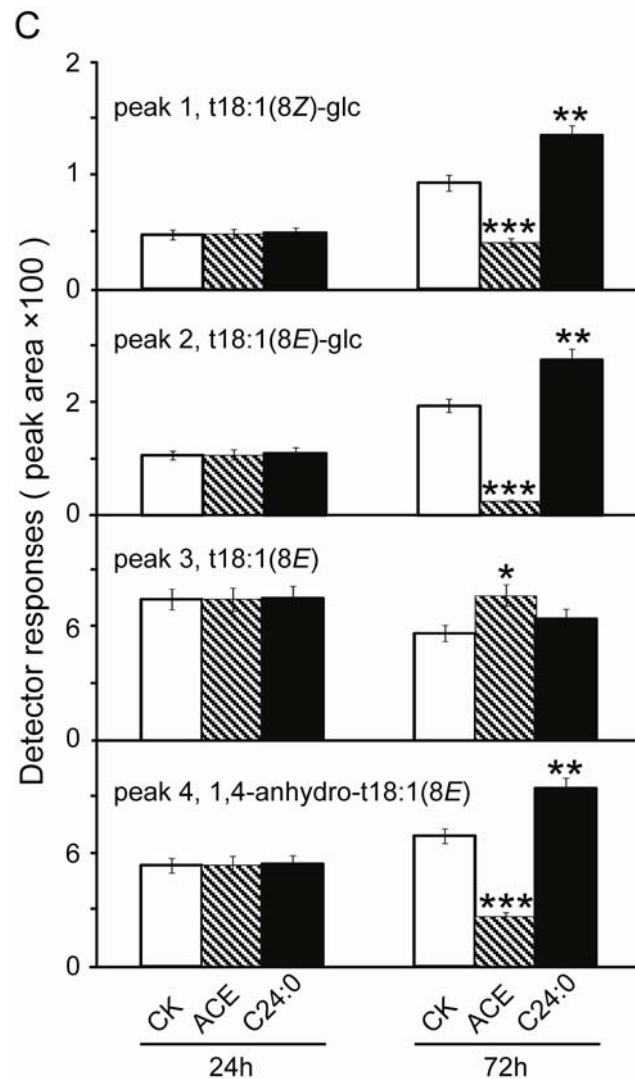 C
Detector responses ( peak area ×100 )
2
peak 1, t18:1(8Z)-glc
**
1
***
0
peak 2, t18:1(8E)-glc
**
2
***
0
peak 3, t18:1(8E)
*
6
0
peak 4, 1,4-anhydro-t18:1(8E)
**
6
***
0
CK ACE C24:0 CK ACE C24:0
24h 72h